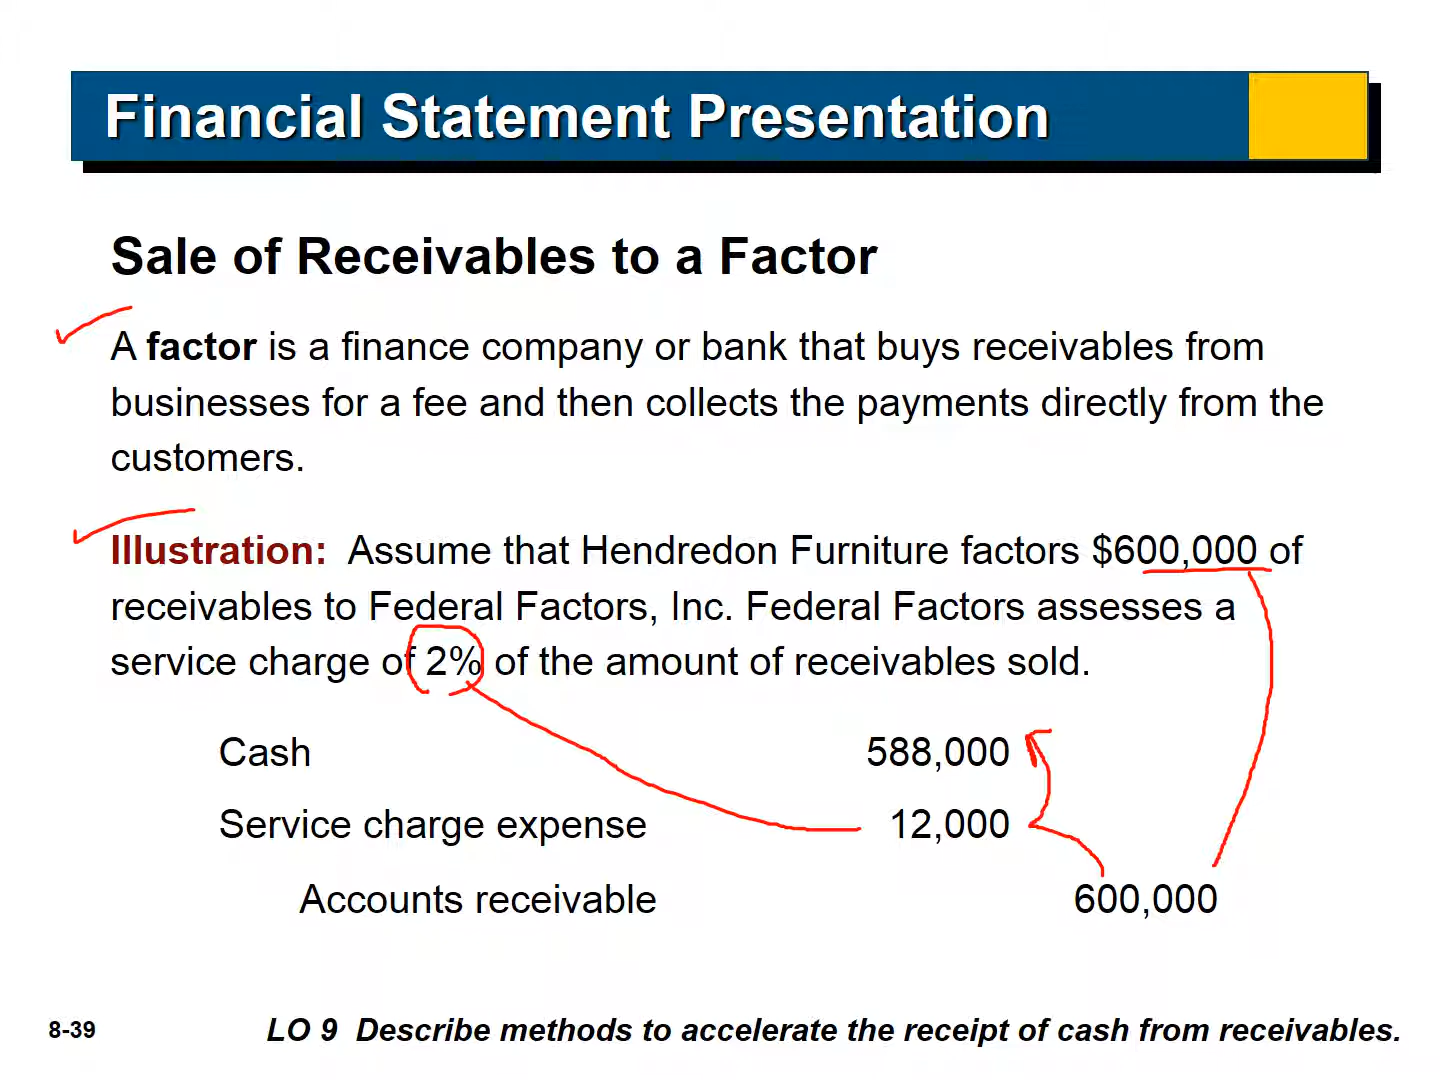 Financial Statement Presentation
Sale of Receivables to a Factor
A factor is a finance company or bank that buys receivables from
businesses for a fee and then collects the payments directly from the
customers.
Illustration: Assume that Hendredon Furniture factors $600,000 of
receivables to Federal Factors, Inc. Federal Factors assesses a
service charge of 2% of the amount of receivables sold.
Cash 588,000
Service charge expense 12,000
Accounts receivable 600,000
8-39 LO 9 Describe methods to accelerate the receipt of cash from receivables.